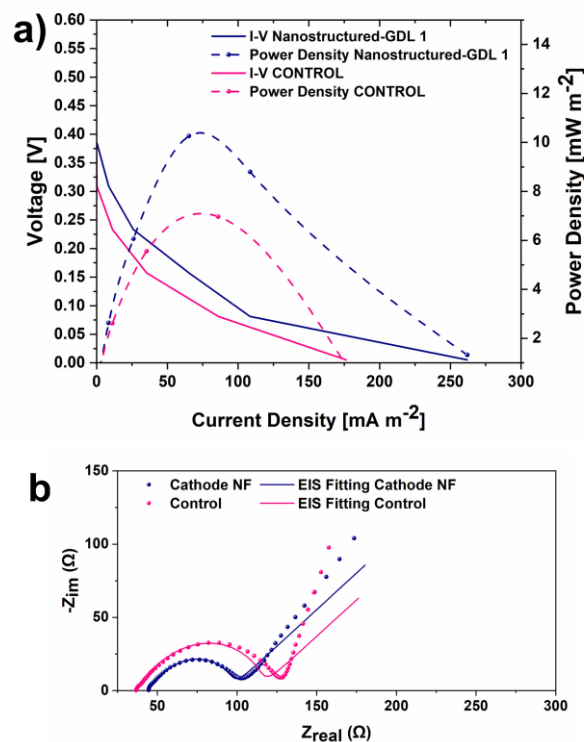 a)
I-V Nanostructured-GDL 1
Power Density Nanostructured-GDL 1
I-V CONTROL
Power Density CONTROL
0.60
0.55
0.50
0.45
0.40
0.35
0.30
0.25
0.20
0.15
0.10
0.05
0.00
Voltage [V]
14
12
10
8
6
4
2
Power Density [mW m⁻²]
0 50 100 150 200 250 300
Current Density [mA m⁻²]
b
Cathode NF EIS Fitting Cathode NF
Control EIS Fitting Control
150
100
50
0
-Zim (Ω)
0 50 100 150 200 250 300
Zreal (Ω)